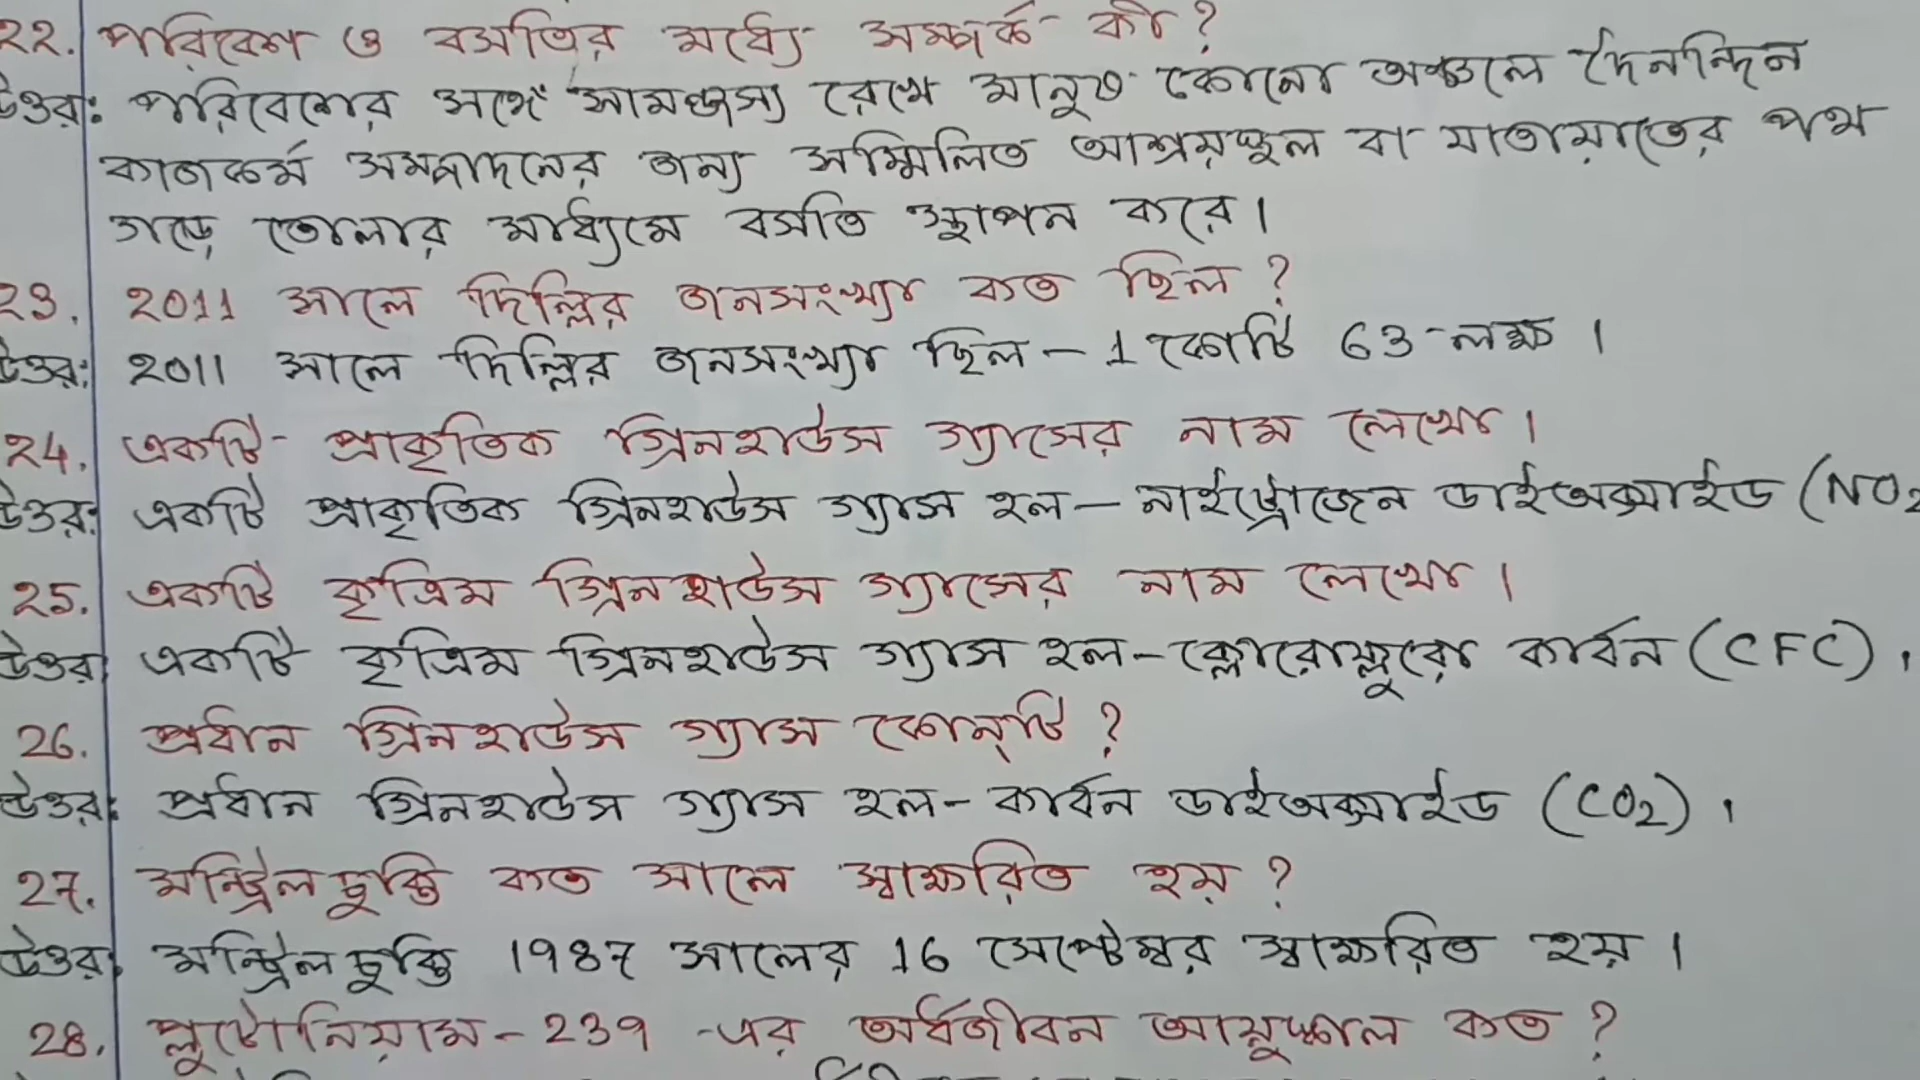 22. পরিবেশ ও বসতির মধ্যে সম্পর্ক কী?
উত্তর: পরিবেশের সঙ্গে সামঞ্জস্য রেখে মানুষ কোনো অঞ্চলে দৈনন্দিন
কাজকর্ম সম্পাদনের জন্য সম্মিলিত আশ্রয়স্থল বা যাতায়াতের পথ
গড়ে তোলার মাধ্যমে বসতি স্থাপন করে।
23. 2011 সালে দিল্লির জনসংখ্যা কত ছিল?
উত্তর: 2011 সালে দিল্লির জনসংখ্যা ছিল - 1 কোটি 63 লক্ষ।
24. একটি প্রাকৃতিক গ্রিনহাউস গ্যাসের নাম লেখো।
উত্তর: একটি প্রাকৃতিক গ্রিনহাউস গ্যাস হল - নাইট্রোজেন ডাইঅক্সাইড (NO2
25. একটি কৃত্রিম গ্রিনহাউস গ্যাসের নাম লেখো।
উত্তর: একটি কৃত্রিম গ্রিনহাউস গ্যাস হল - ক্লোরোফ্লুরো কার্বন (CFC)।
26. প্রধান গ্রিনহাউস গ্যাস কোন্‌টি?
উত্তর: প্রধান গ্রিনহাউস গ্যাস হল - কার্বন ডাইঅক্সাইড (CO2)।
27. মন্ট্রিল চুক্তি কত সালে স্বাক্ষরিত হয়?
উত্তর: মন্ট্রিল চুক্তি 1987 সালের 16 সেপ্টেম্বর স্বাক্ষরিত হয়।
28. প্লুটোনিয়াম - 239 -এর অর্ধজীবন আয়ুষ্কাল কত?